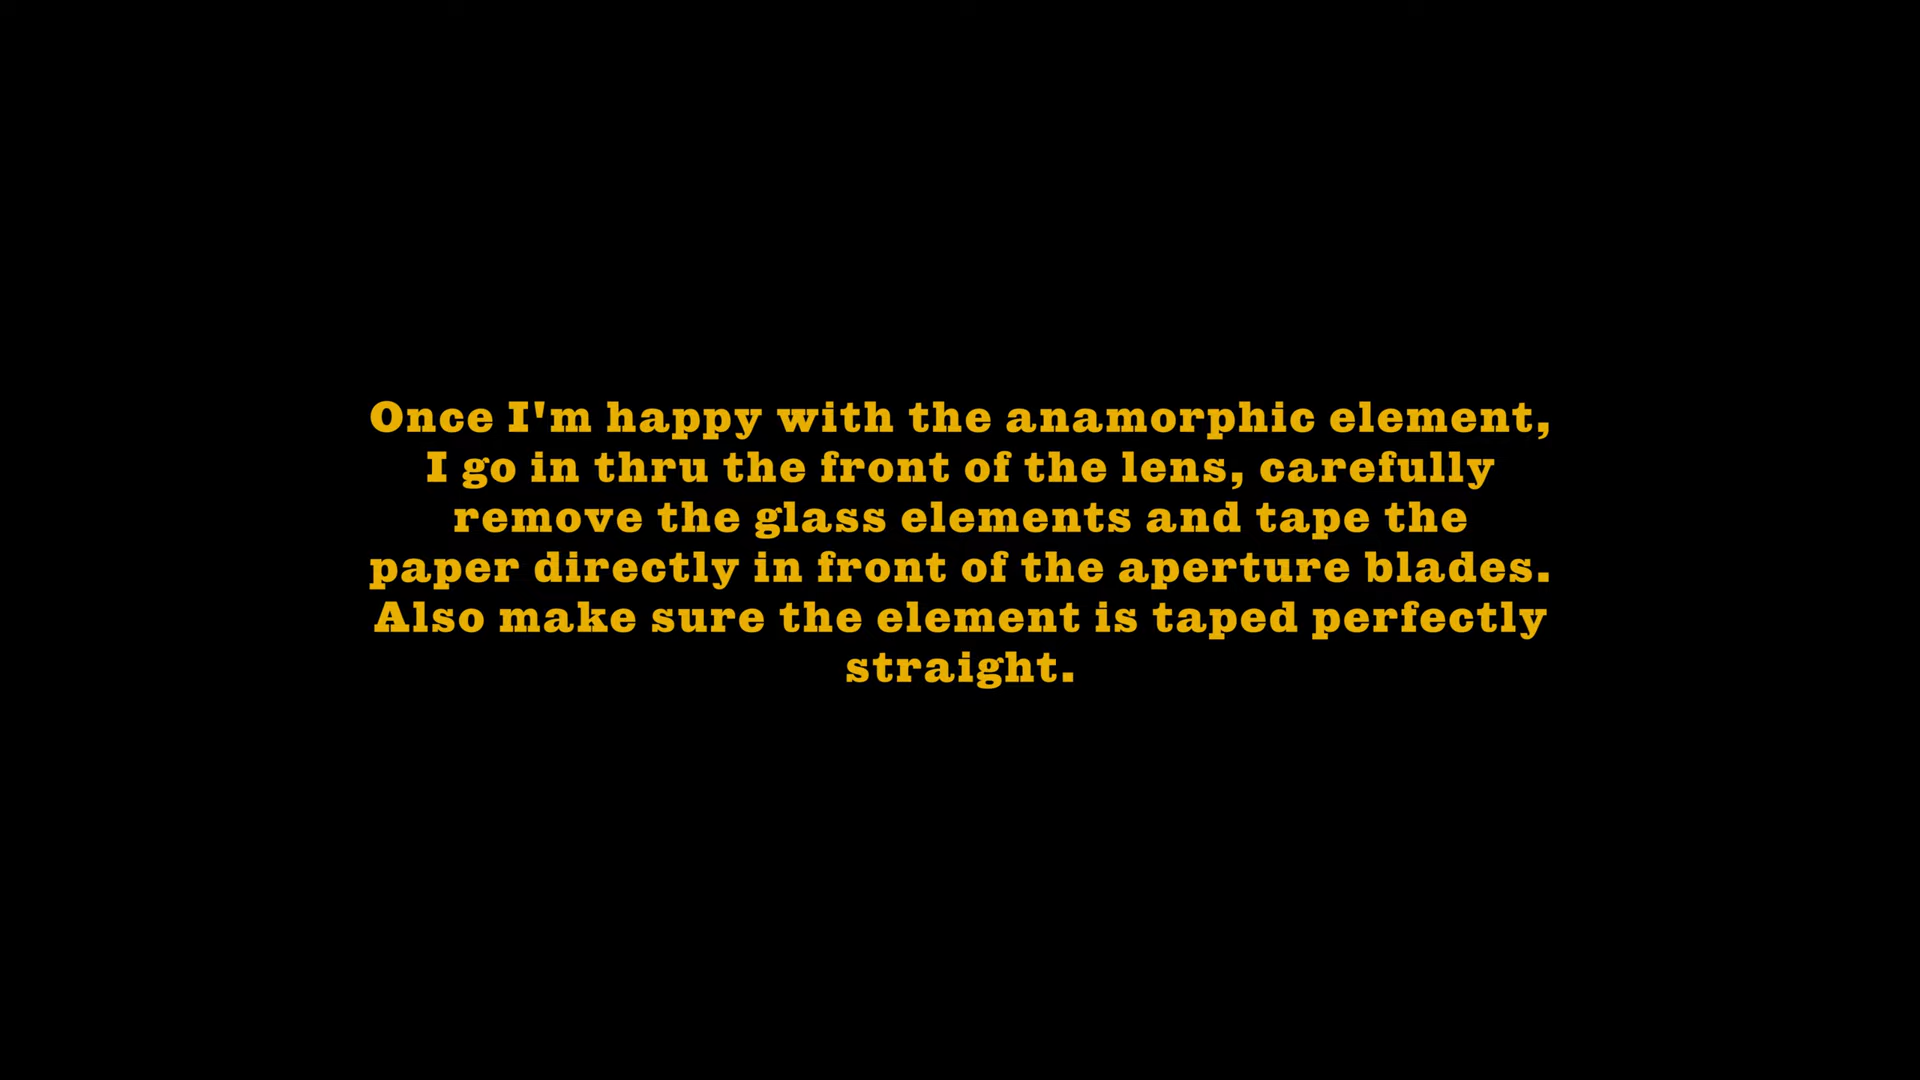 Once I'm happy with the anamorphic element,
I go in thru the front of the lens, carefully
remove the glass elements and tape the
paper directly in front of the aperture blades.
Also make sure the element is taped perfectly
straight.